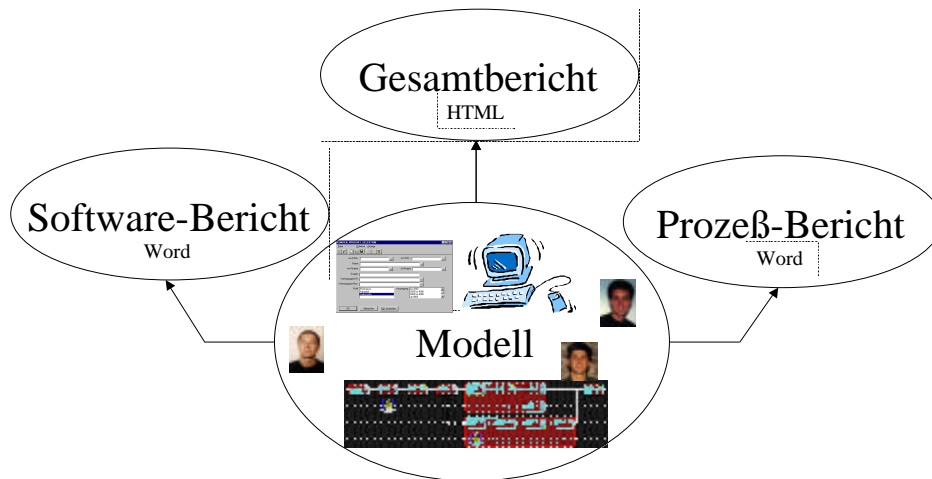 Gesamtbericht
HTML
Software-Bericht
Word
Prozeß-Bericht
Word
Modell